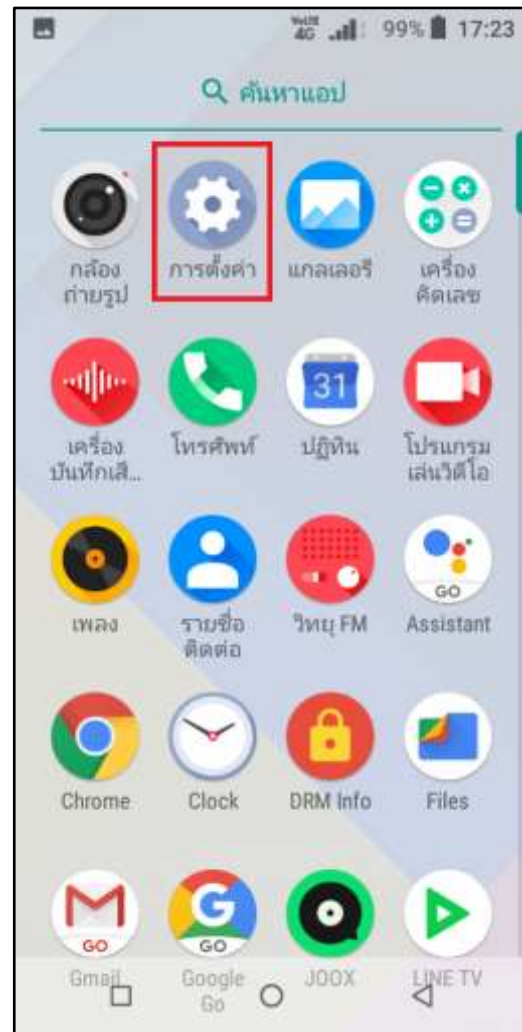 VoLTE
4G 99% 17:23
ค้นหาแอป
กล้อง
ถ่ายรูป
การตั้งค่า
แกลเลอรี
เครื่อง
คิดเลข
31
เครื่อง
บันทึกเสี...
โทรศัพท์
ปฏิทิน
โปรแกรม
เล่นวิดีโอ
GO
เพลง
รายชื่อ
ติดต่อ
วิทยุ FM
Assistant
Chrome
Clock
DRM Info
Files
GO
GO
Gmail
Google
Go
JOOX
LINE TV